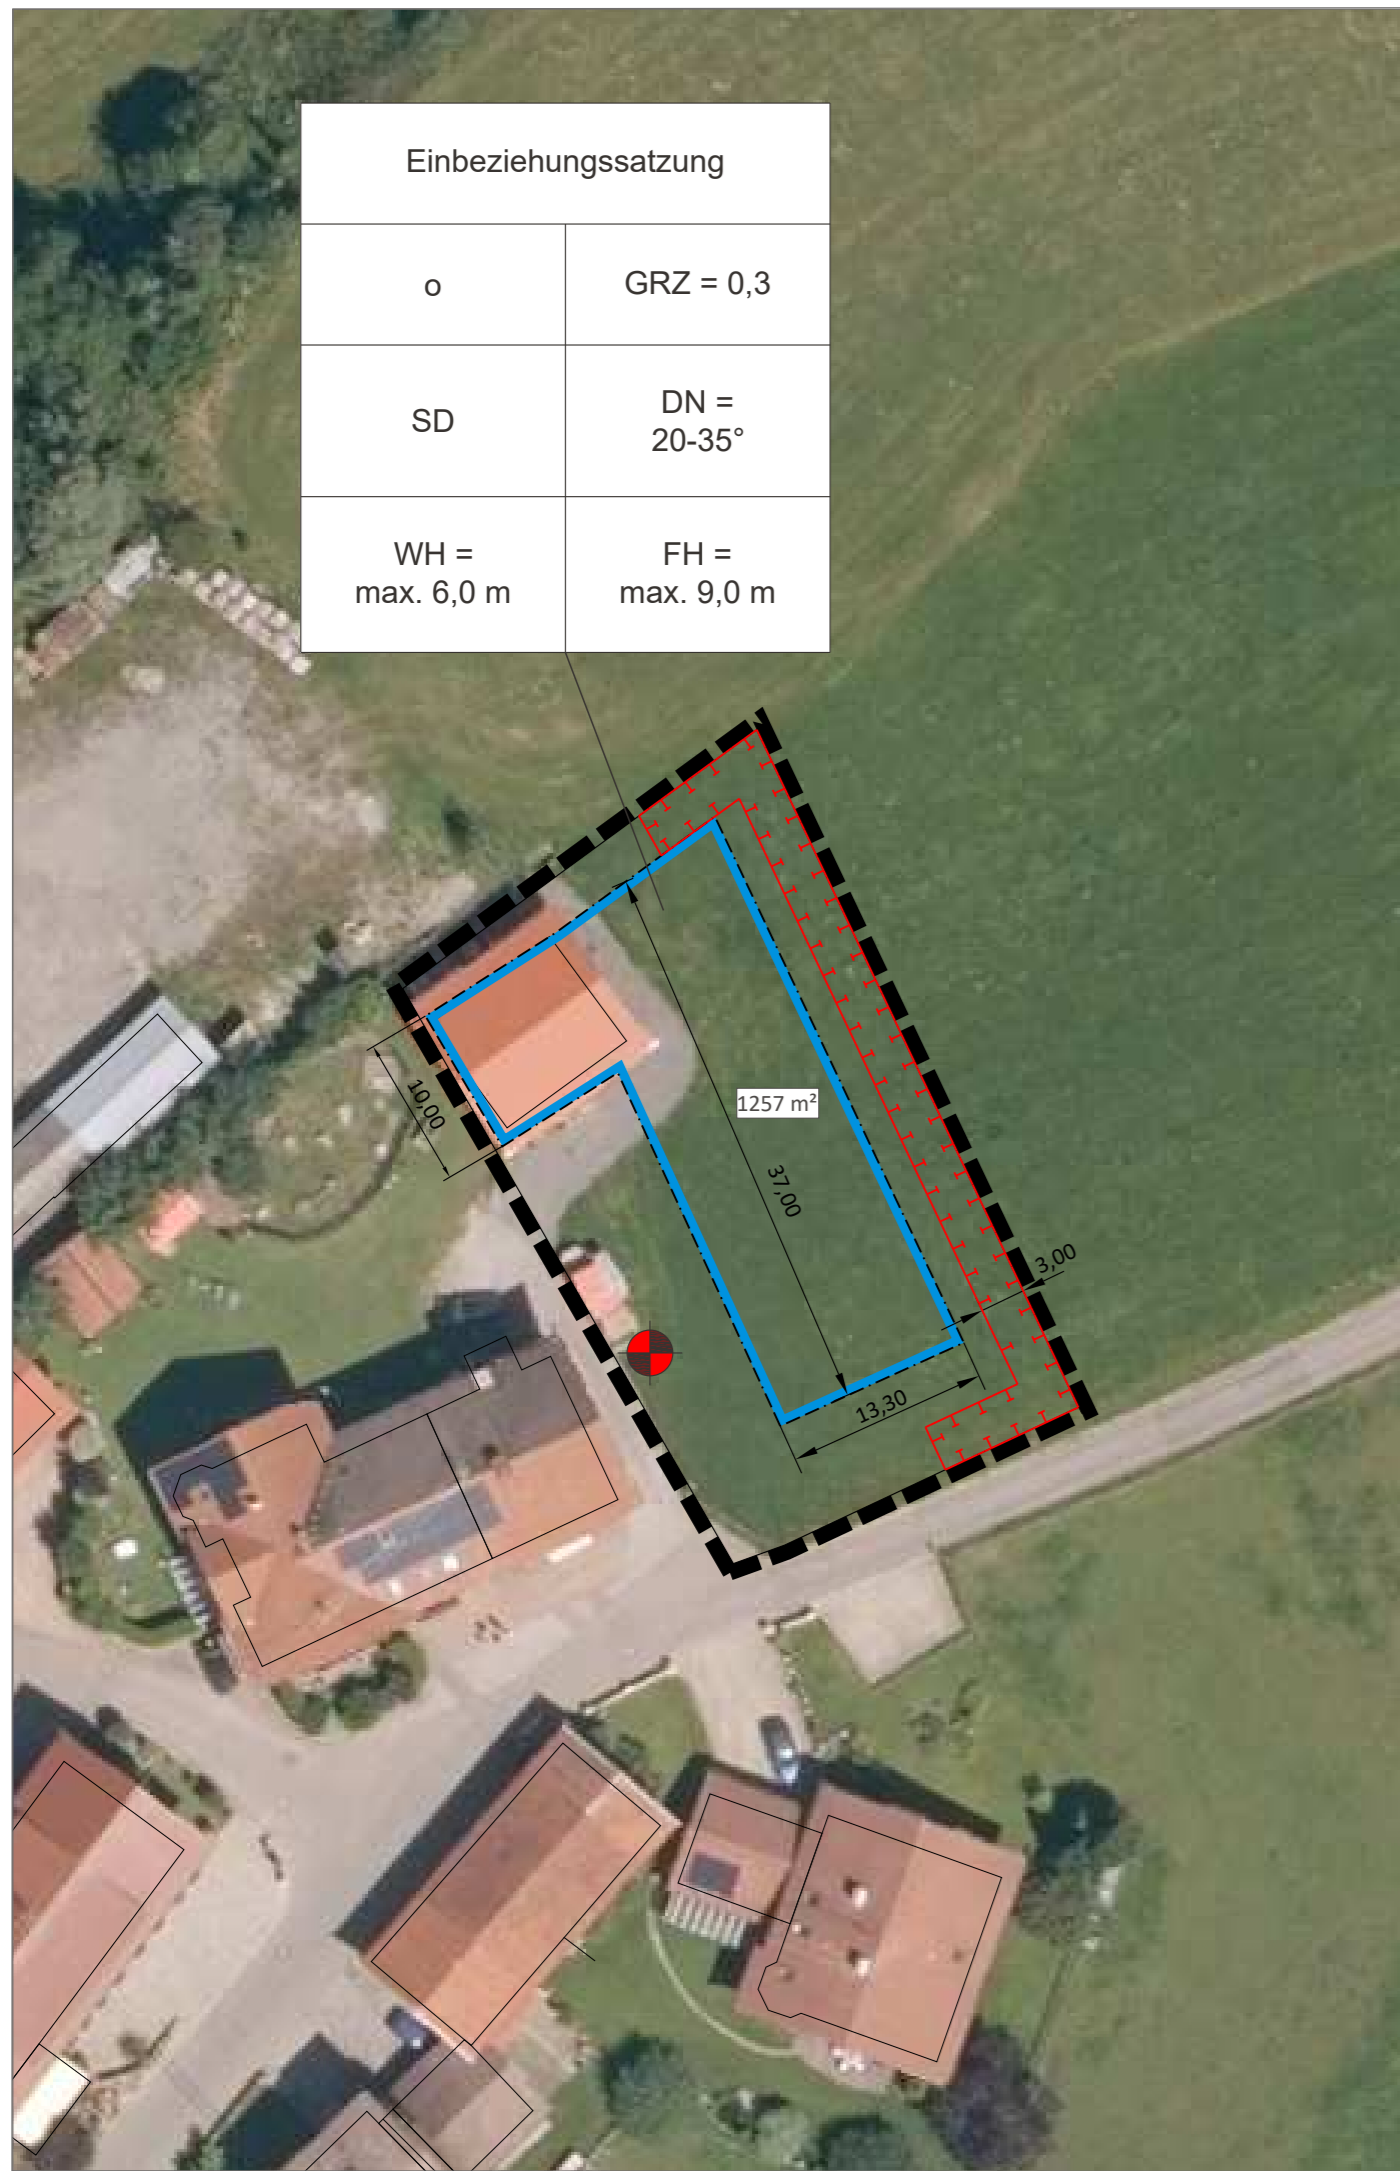 Einbeziehungssatzung
o
GRZ = 0,3
SD
DN =
20-35°
WH =
max. 6,0 m
FH =
max. 9,0 m
10,00
1257 m²
37,00
3,00
13,30